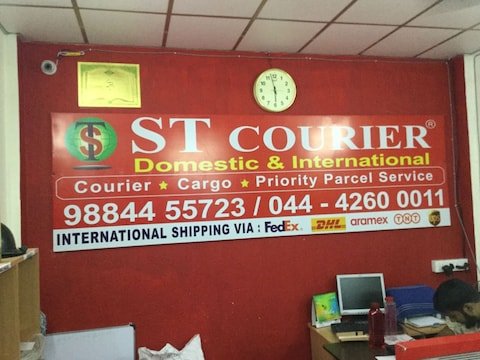 ST COURIER®
Domestic & International
Courier ★ Cargo ★ Priority Parcel Service
98844 55723 / 044 - 4260 0011
INTERNATIONAL SHIPPING VIA : FedEx DHL aramex TNT ups